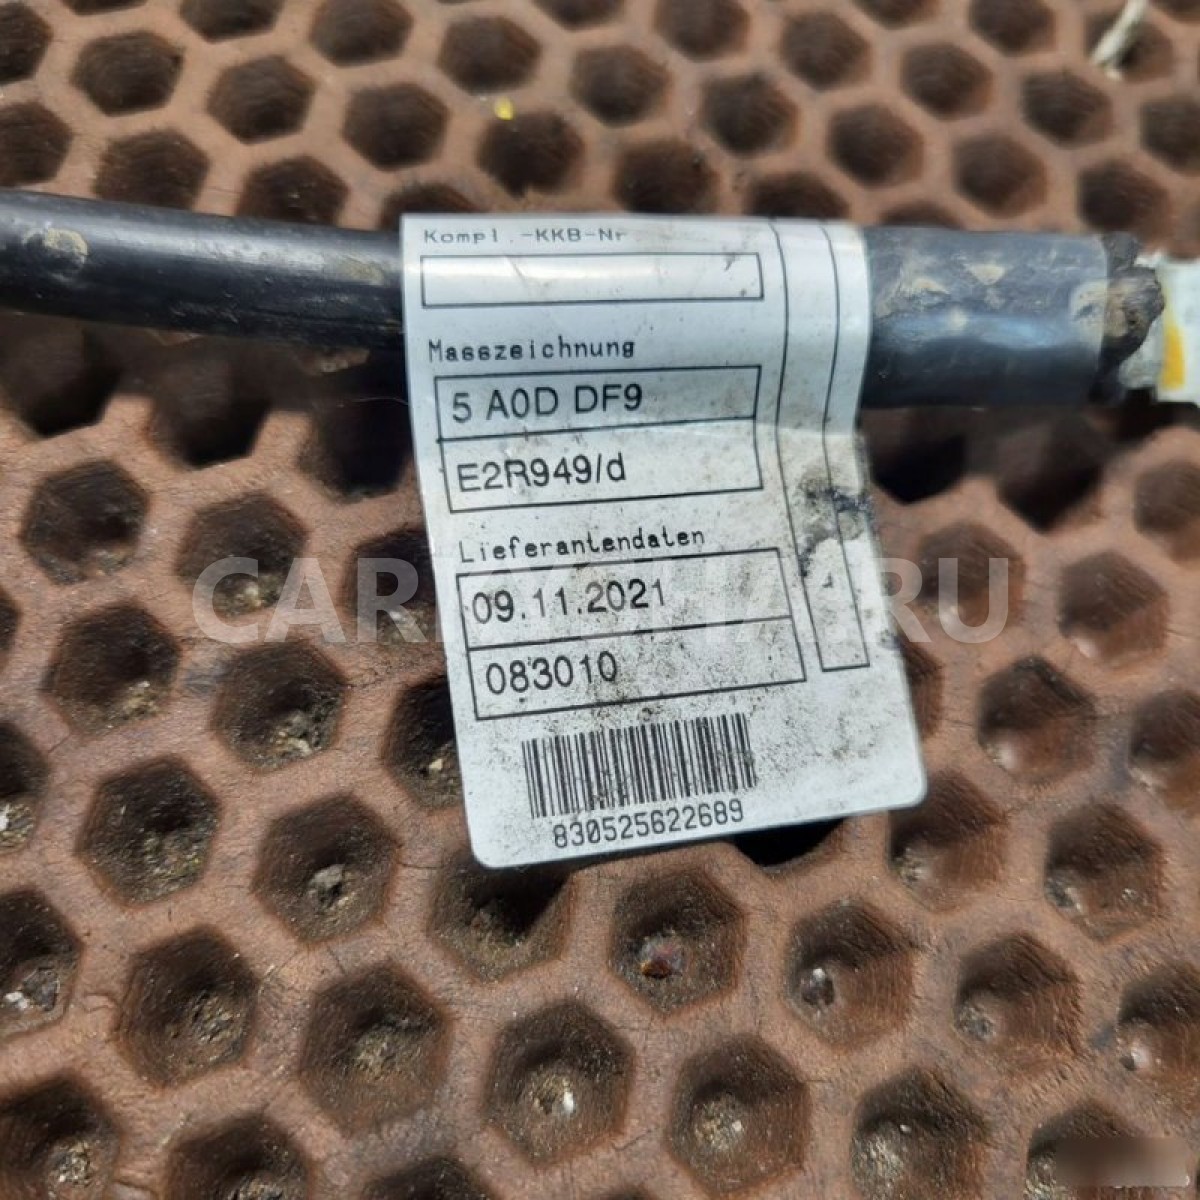 Kompl.-KKB-Nr
Masszeichnung
5 A0D DF9
E2R949/d
Lieferantendaten
09.11.2021
083010
830525622689